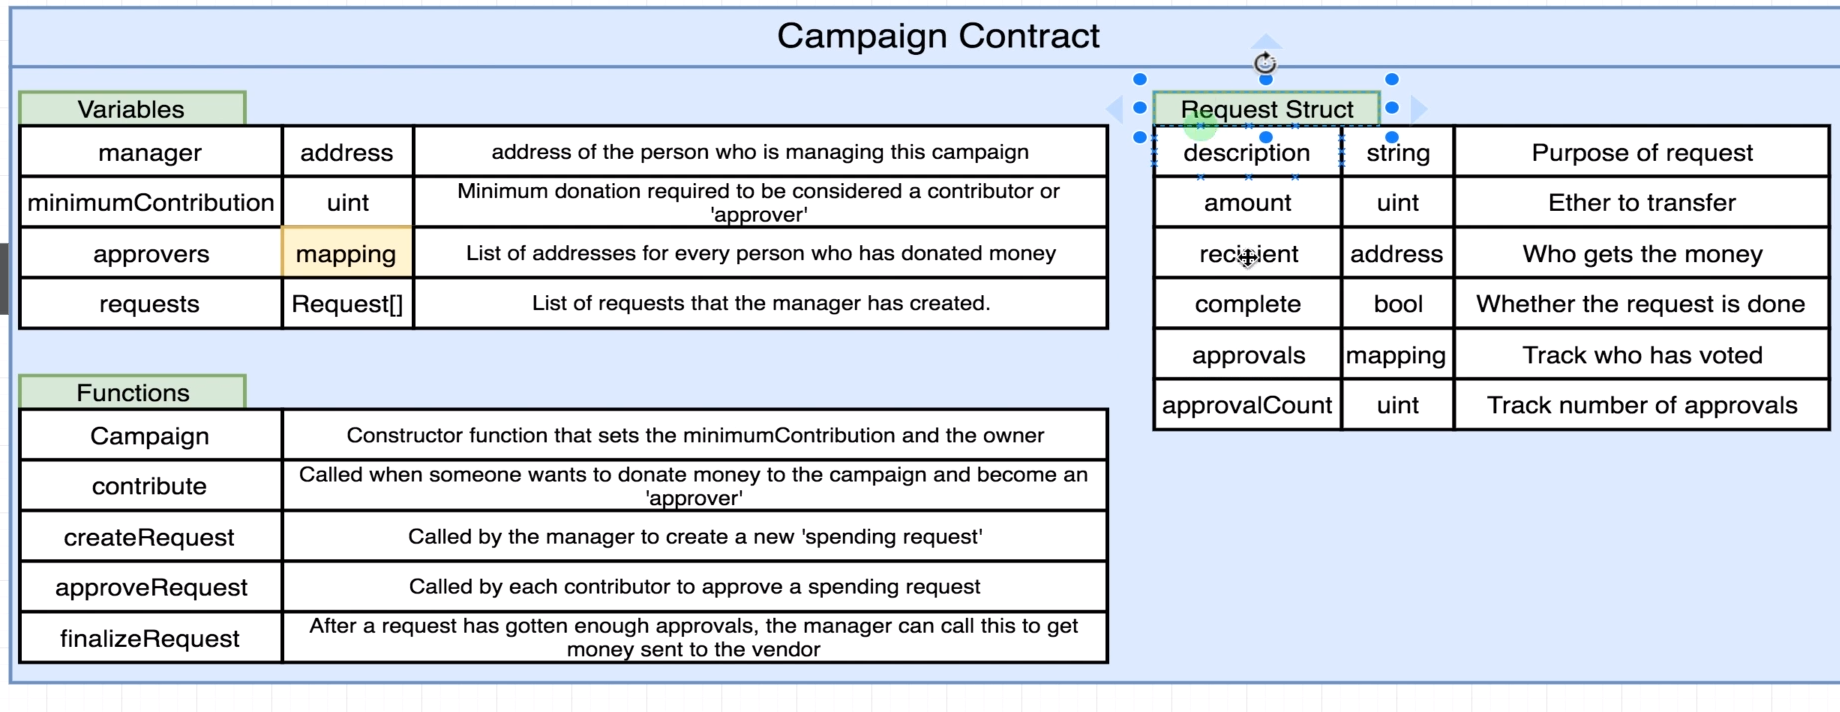 Campaign Contract
Variables
manager address address of the person who is managing this campaign
minimumContribution uint Minimum donation required to be considered a contributor or
'approver'
approvers mapping List of addresses for every person who has donated money
requests Request[] List of requests that the manager has created.
Functions
Campaign Constructor function that sets the minimumContribution and the owner
contribute Called when someone wants to donate money to the campaign and become an
'approver'
createRequest Called by the manager to create a new 'spending request'
approveRequest Called by each contributor to approve a spending request
finalizeRequest After a request has gotten enough approvals, the manager can call this to get
money sent to the vendor
Request Struct
description string Purpose of request
amount uint Ether to transfer
recipient address Who gets the money
complete bool Whether the request is done
approvals mapping Track who has voted
approvalCount uint Track number of approvals